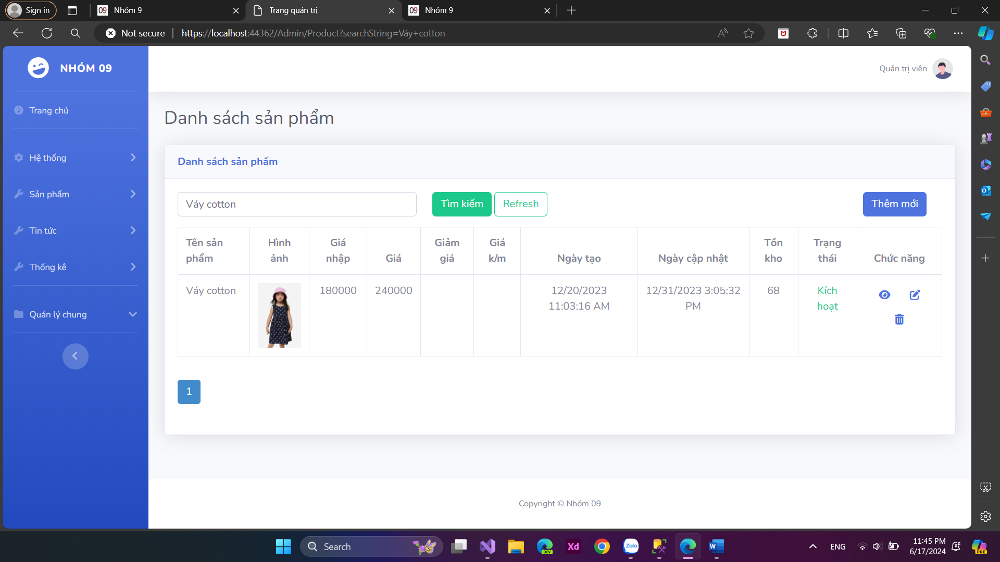 Sign in
Nhóm 9
Trang quản trị
Nhóm 9
Not secure
https://localhost:44362/Admin/Product?searchString=Váy+cotton
NHÓM 09
Quản trị viên
Trang chủ
Hệ thống
Sản phẩm
Tin tức
Thống kê
Quản lý chung
Danh sách sản phẩm
Danh sách sản phẩm
Váy cotton
Tìm kiếm
Refresh
Thêm mới
Tên sản phẩm
Hình ảnh
Giá nhập
Giá
Giảm giá
Giá k/m
Ngày tạo
Ngày cập nhật
Tồn kho
Trạng thái
Chức năng
Váy cotton
180000
240000
12/20/2023 11:03:16 AM
12/31/2023 3:05:32 PM
68
Kích hoạt
1
Copyright © Nhóm 09
Search
DEV
Xd
Zalo
W
ENG
11:45 PM
6/17/2024
PRE